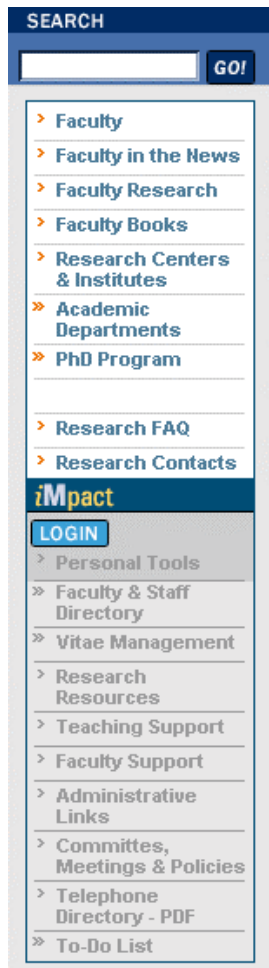 SEARCH
GO!
> Faculty
> Faculty in the News
> Faculty Research
> Faculty Books
> Research Centers
& Institutes
» Academic
Departments
» PhD Program
> Research FAQ
> Research Contacts
iMpact
LOGIN
> Personal Tools
» Faculty & Staff
Directory
» Vitae Management
> Research
Resources
> Teaching Support
> Faculty Support
> Administrative
Links
> Committes,
Meetings & Policies
> Telephone
Directory - PDF
» To-Do List